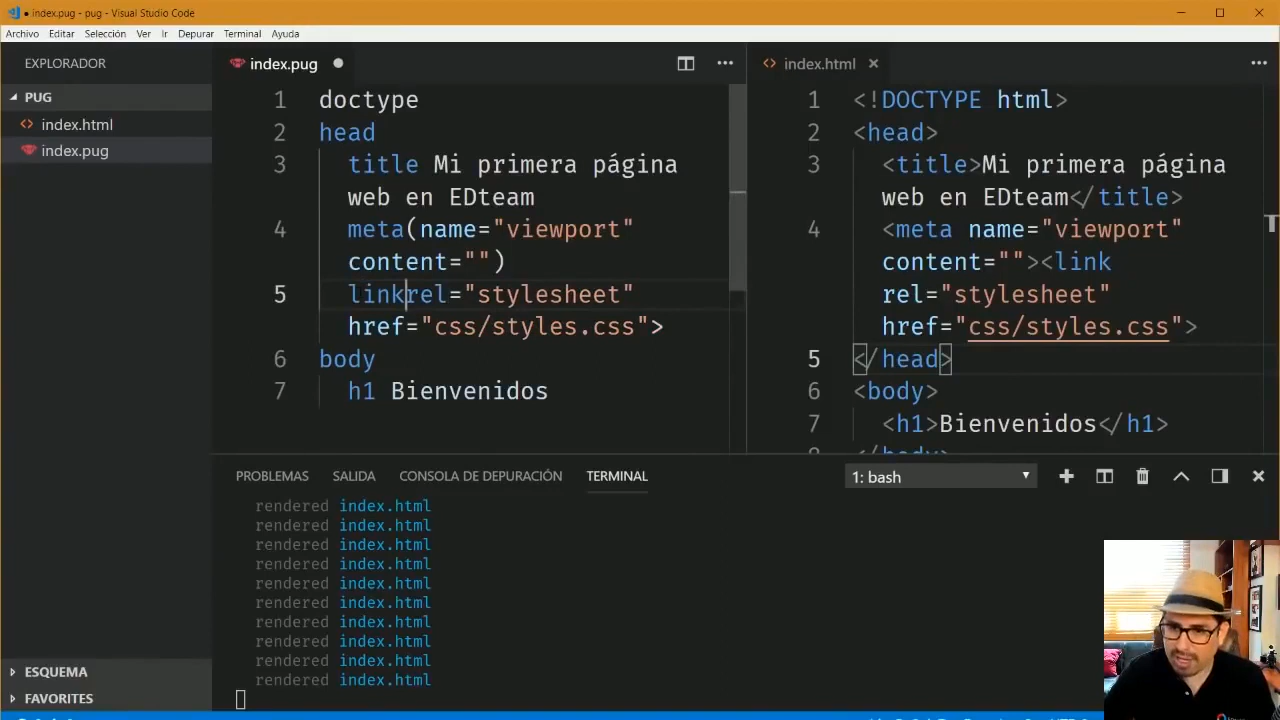 ● index.pug - pug - Visual Studio Code
Archivo Editar Selección Ver Ir Depurar Terminal Ayuda
EXPLORADOR
PUG
index.html
index.pug
ESQUEMA
FAVORITES
index.pug ●
1 doctype
2 head
3 title Mi primera página
web en EDteam
4 meta(name="viewport"
content="")
5 linkrel="stylesheet"
href="css/styles.css">
6 body
7 h1 Bienvenidos
index.html
1 <!DOCTYPE html>
2 <head>
3 <title>Mi primera página
web en EDteam</title>
4 <meta name="viewport"
content=""><link
rel="stylesheet"
href="css/styles.css">
5 </head>
6 <body>
7 <h1>Bienvenidos</h1>
8 </body>
PROBLEMAS SALIDA CONSOLA DE DEPURACIÓN TERMINAL
1: bash
rendered index.html
rendered index.html
rendered index.html
rendered index.html
rendered index.html
rendered index.html
rendered index.html
rendered index.html
rendered index.html
rendered index.html